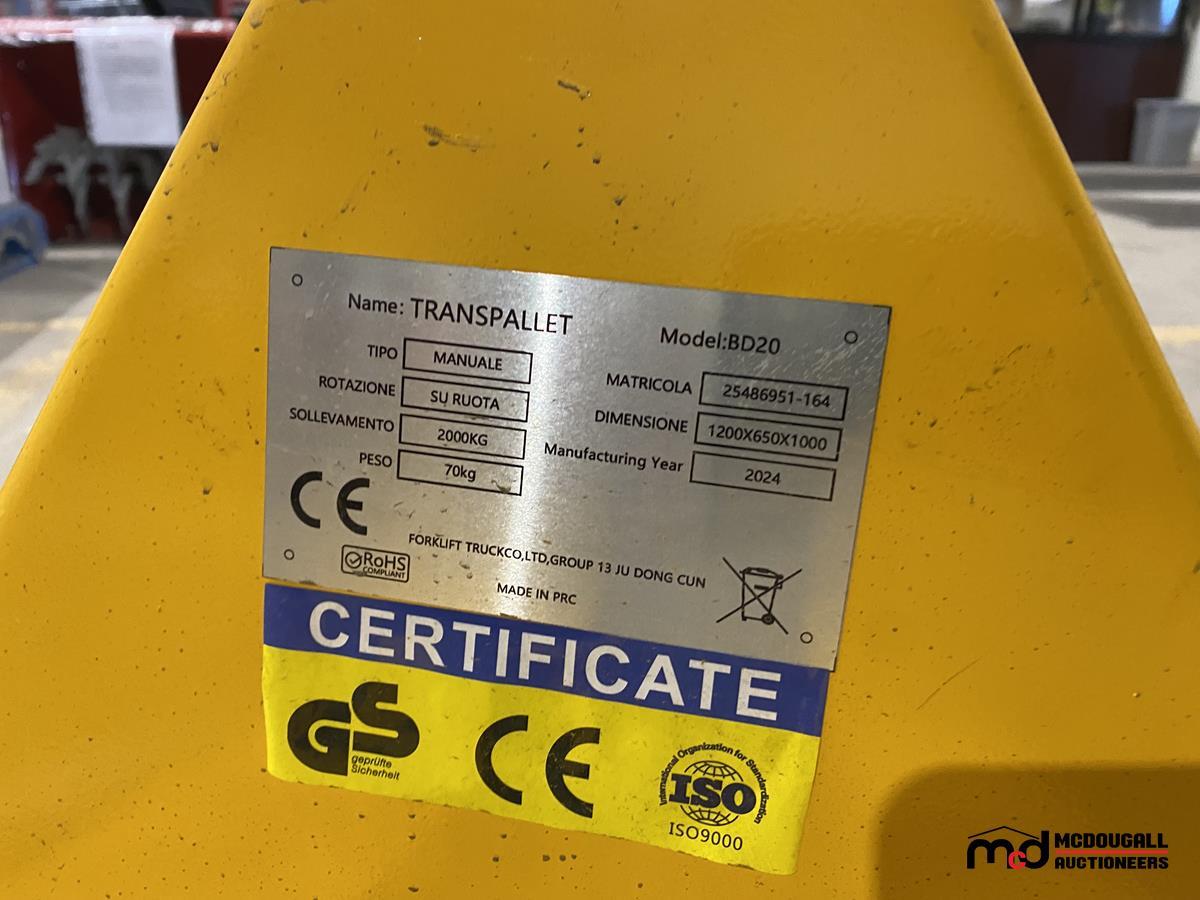 Name: TRANSPALLET
Model:BD20
TIPO MANUALE
ROTAZIONE SU RUOTA
SOLLEVAMENTO 2000KG
PESO 70kg
MATRICOLA 25486951-164
DIMENSIONE 1200X650X1000
Manufacturing Year 2024
CE
RoHS
COMPLIANT
FORKLIFT TRUCKCO,LTD,GROUP 13 JU DONG CUN
MADE IN PRC
CERTIFICATE
GS
geprüfte
Sicherheit
CE
International Organization for Standardization
ISO
ISO9000
mcd MCDOUGALL
AUCTIONEERS